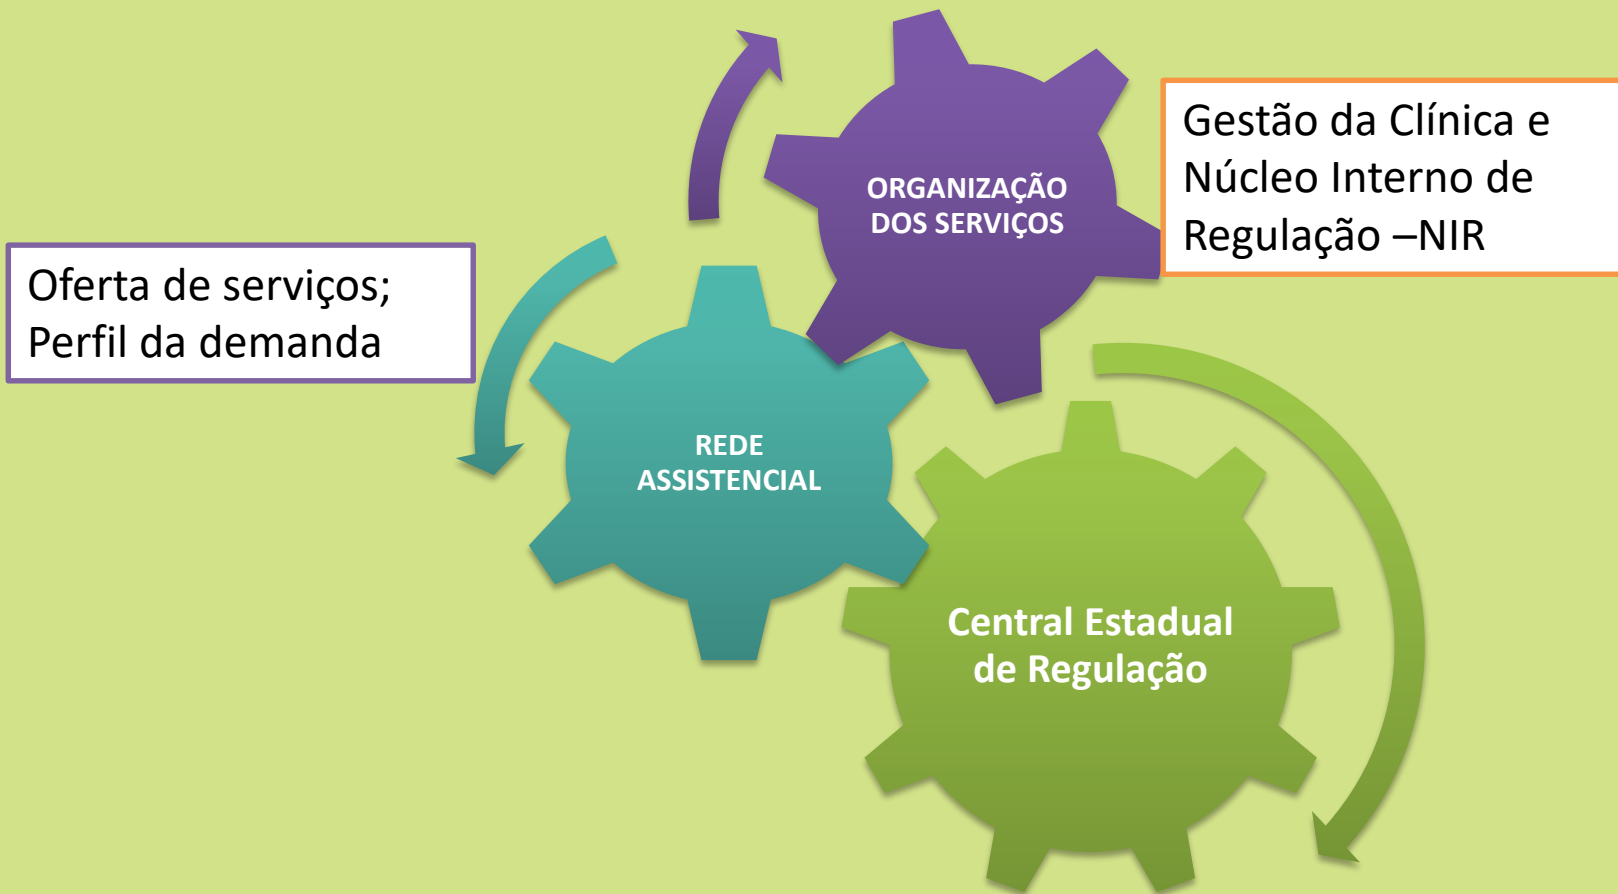 ORGANIZAÇÃO
DOS SERVIÇOS
Gestão da Clínica e
Núcleo Interno de
Regulação –NIR
Oferta de serviços;
Perfil da demanda
REDE
ASSISTENCIAL
Central Estadual
de Regulação